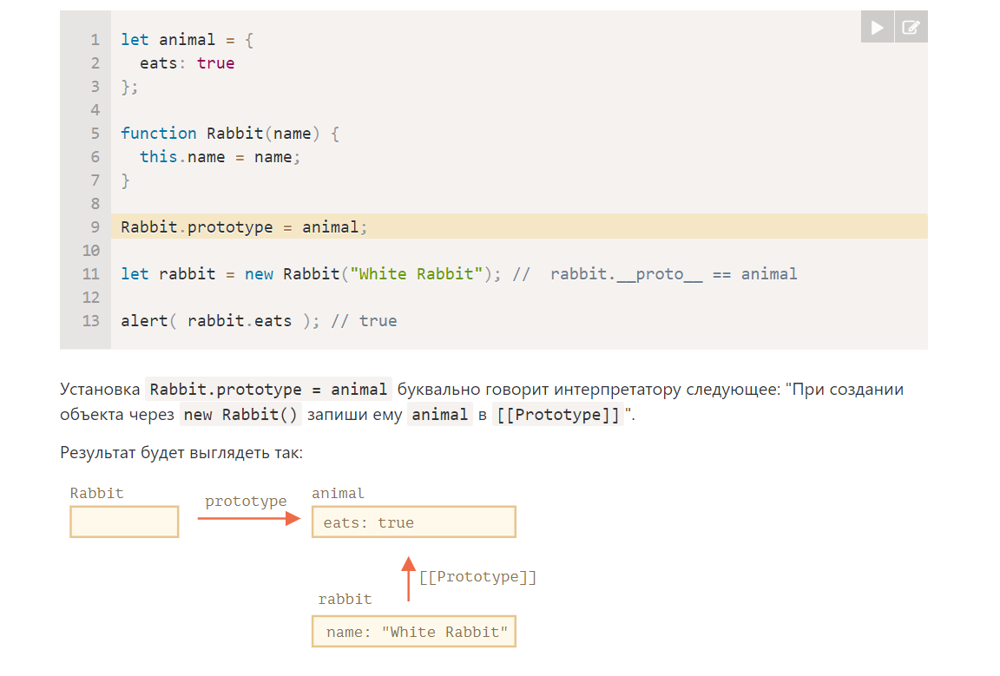 1 let animal = {
2   eats: true
3 };
4
5 function Rabbit(name) {
6   this.name = name;
7 }
8
9 Rabbit.prototype = animal;
10
11 let rabbit = new Rabbit("White Rabbit"); //  rabbit.__proto__ == animal
12
13 alert( rabbit.eats ); // true
Установка Rabbit.prototype = animal буквально говорит интерпретатору следующее: "При создании
объекта через new Rabbit() запиши ему animal в [[Prototype]]".
Результат будет выглядеть так:
Rabbit
prototype
animal
eats: true
[[Prototype]]
rabbit
name: "White Rabbit"